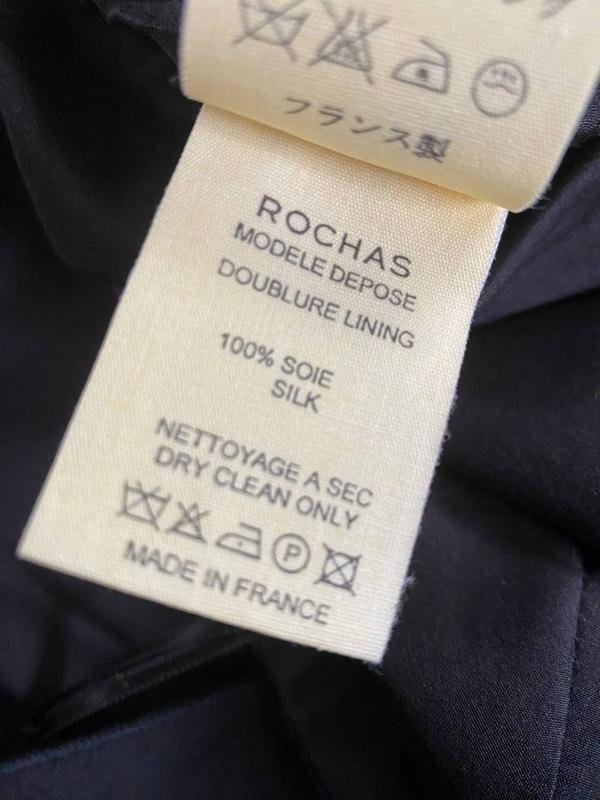 フランス製
ROCHAS
MODELE DEPOSE
DOUBLURE LINING
100% SOIE
SILK
NETTOYAGE A SEC
DRY CLEAN ONLY
P
MADE IN FRANCE